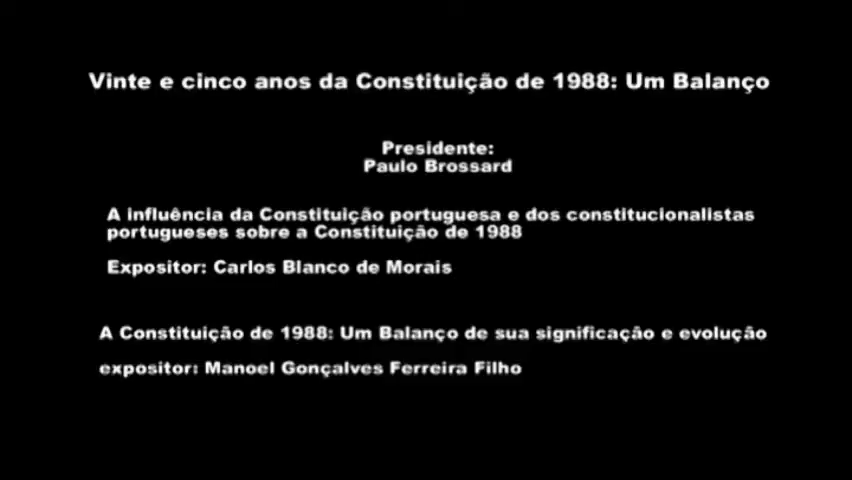 Vinte e cinco anos da Constituição de 1988: Um Balanço
Presidente:
Paulo Brossard
A influência da Constituição portuguesa e dos constitucionalistas
portugueses sobre a Constituição de 1988
Expositor: Carlos Blanco de Morais
A Constituição de 1988: Um Balanço de sua significação e evolução
expositor: Manoel Gonçalves Ferreira Filho